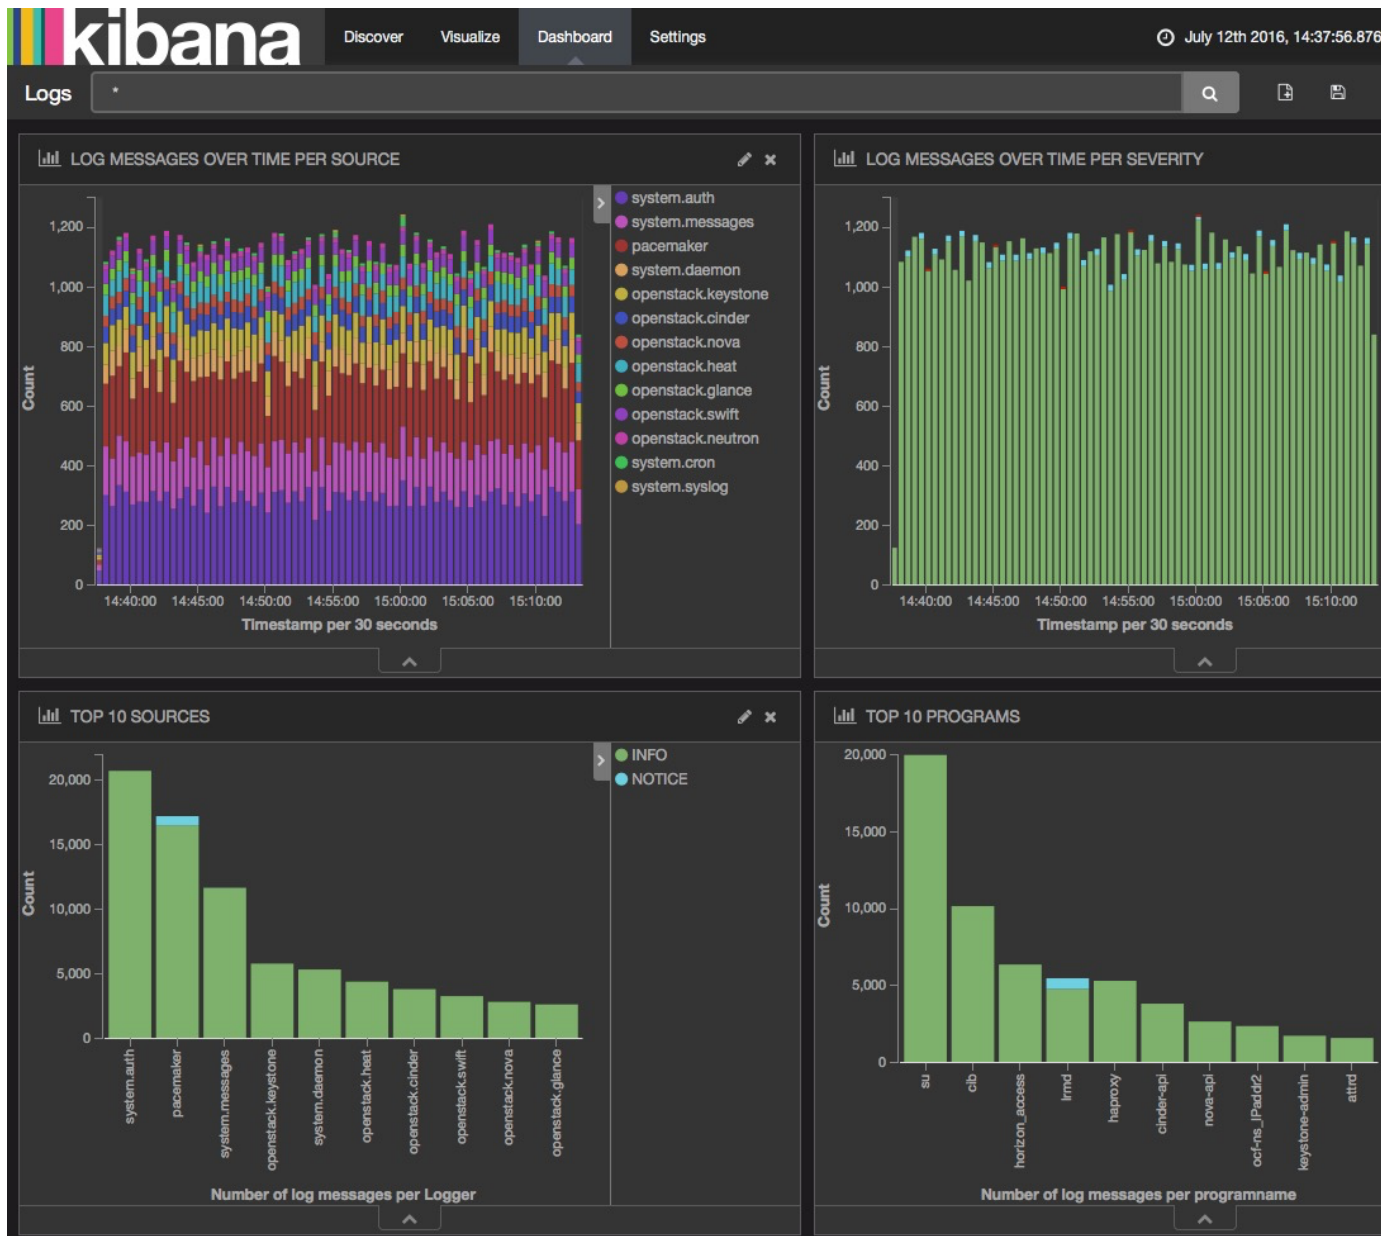 kibana
Discover Visualize Dashboard Settings
July 12th 2016, 14:37:56.876
Logs
*
LOG MESSAGES OVER TIME PER SOURCE
1,200
1,000
800
600
400
200
0
Count
14:40:00 14:45:00 14:50:00 14:55:00 15:00:00 15:05:00 15:10:00
Timestamp per 30 seconds
system.auth
system.messages
pacemaker
system.daemon
openstack.keystone
openstack.cinder
openstack.nova
openstack.heat
openstack.glance
openstack.swift
openstack.neutron
system.cron
system.syslog
LOG MESSAGES OVER TIME PER SEVERITY
1,200
1,000
800
600
400
200
0
Count
14:40:00 14:45:00 14:50:00 14:55:00 15:00:00 15:05:00 15:10:00
Timestamp per 30 seconds
TOP 10 SOURCES
20,000
15,000
10,000
5,000
0
Count
system.auth
pacemaker
system.messages
openstack.keystone
system.daemon
openstack.heat
openstack.cinder
openstack.swift
openstack.nova
openstack.glance
Number of log messages per Logger
INFO
NOTICE
TOP 10 PROGRAMS
20,000
15,000
10,000
5,000
0
Count
su
cib
horizon_access
lrmd
haproxy
cinder-api
nova-api
ocf-ns_IPaddr2
keystone-admin
attrd
Number of log messages per programname